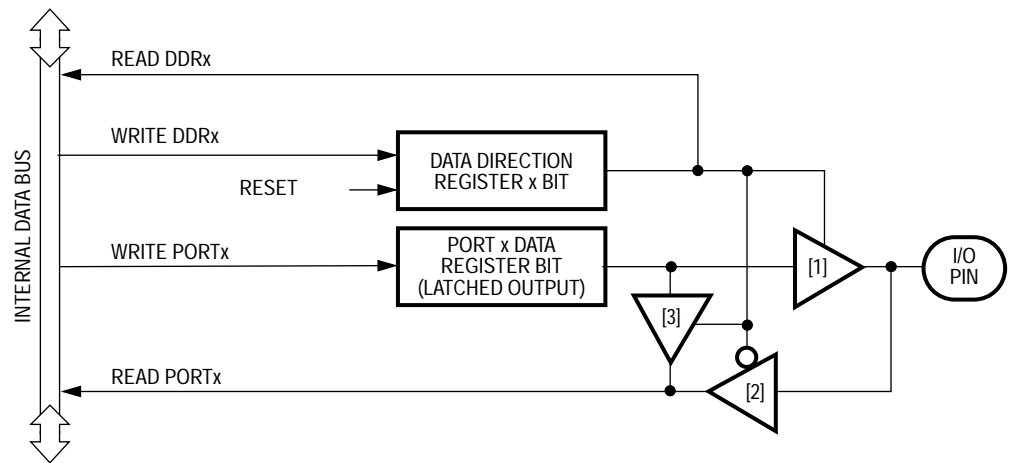 READ DDRx
WRITE DDRx
DATA DIRECTION
REGISTER x BIT
RESET
INTERNAL DATA BUS
WRITE PORTx
PORT x DATA
REGISTER BIT
(LATCHED OUTPUT)
[1]
I/O
PIN
[3]
READ PORTx
[2]